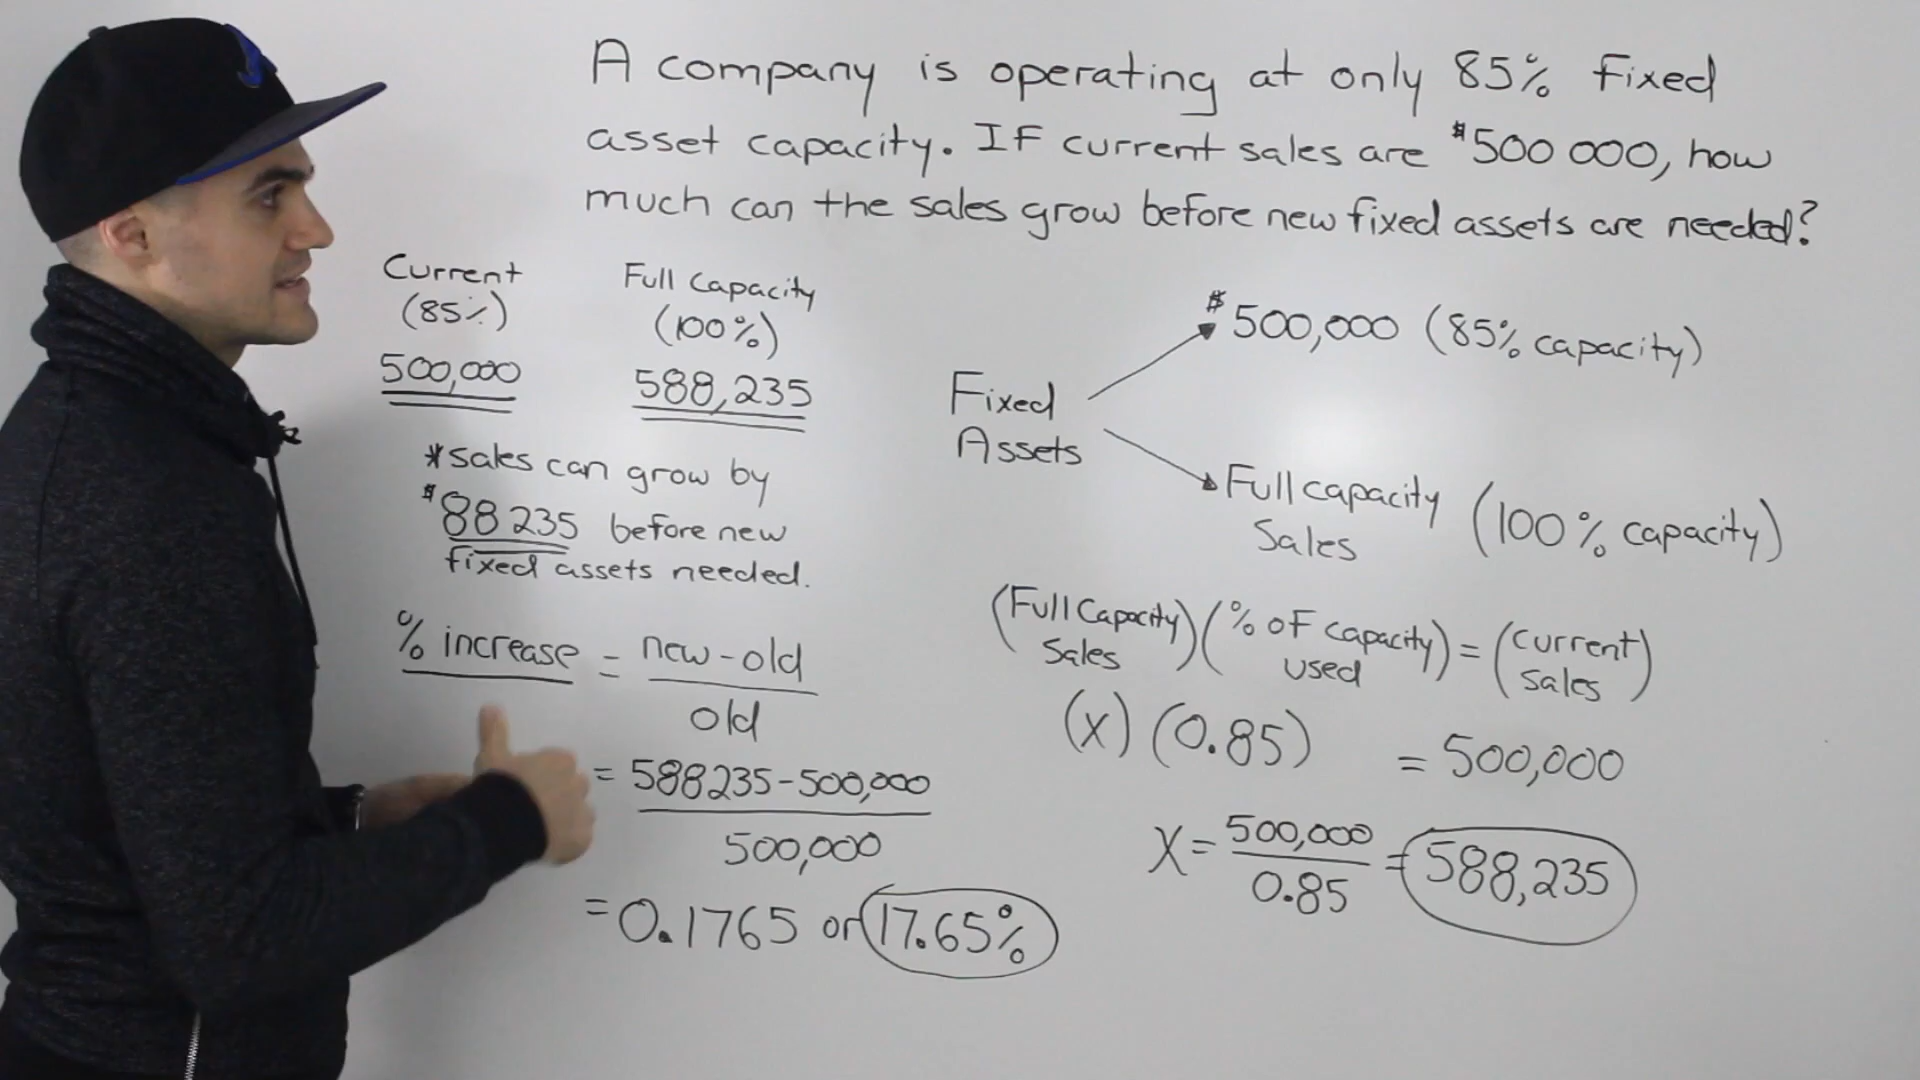 A company is operating at only 85% Fixed
asset capacity. IF current sales are $500 000, how
much can the sales grow before new fixed assets are needed?
Current
(85%)
500,000
Full Capacity
(100%)
588,235
*sales can grow by
$88 235 before new
fixed assets needed.
% increase = new - old
old
= 588235 - 500,000
500,000
= 0.1765 or 17.65%
Fixed
Assets
$500,000 (85% capacity)
Full capacity
Sales
(100% capacity)
(Full Capacity Sales) (% of capacity used) = (current sales)
(x) (0.85) = 500,000
X = 500,000
0.85
= 588,235